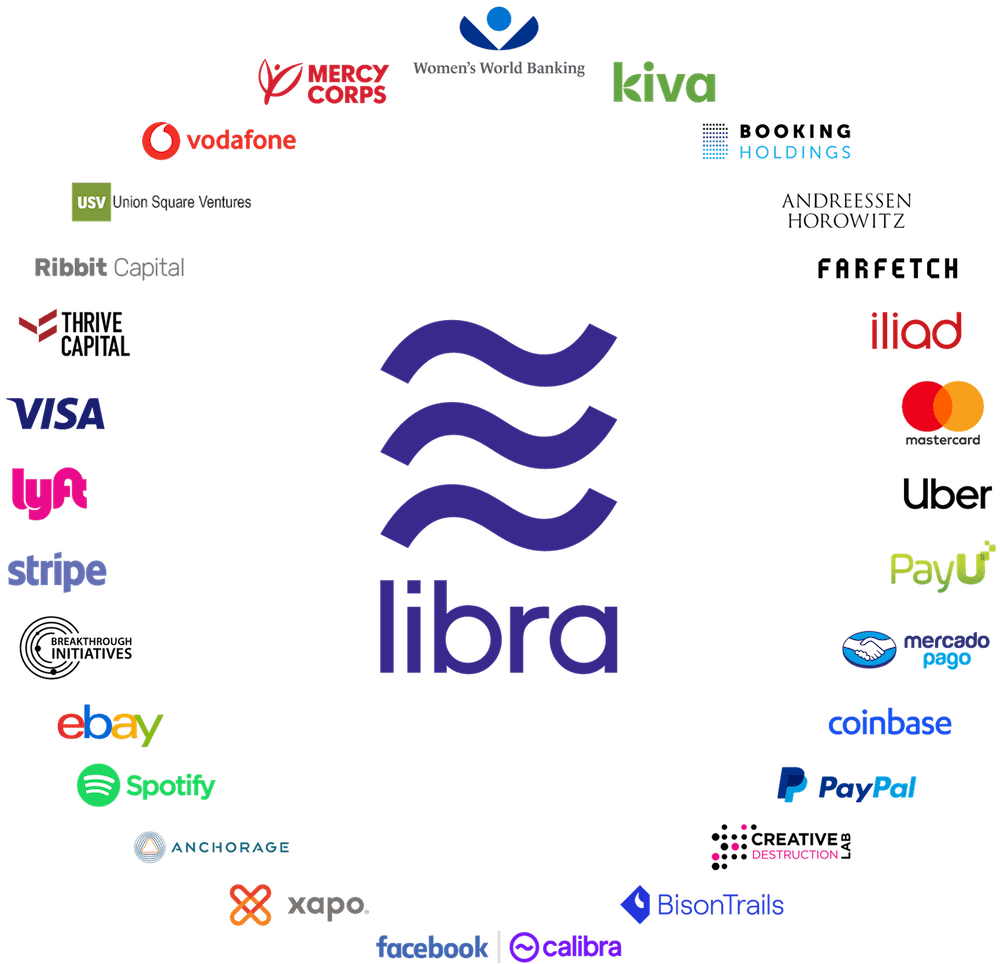 Women's World Banking
MERCY
CORPS
kiva
vodafone
BOOKING
HOLDINGS
USV Union Square Ventures
ANDREESSEN
HOROWITZ
Ribbit Capital
FARFETCH
THRIVE
CAPITAL
iliad
VISA
mastercard
lyft
Uber
stripe
PayU
BREAKTHROUGH
INITIATIVES
libra
mercado
pago
ebay
coinbase
Spotify
PayPal
ANCHORAGE
CREATIVE
DESTRUCTION
LAB
xapo.
BisonTrails
facebook
calibra